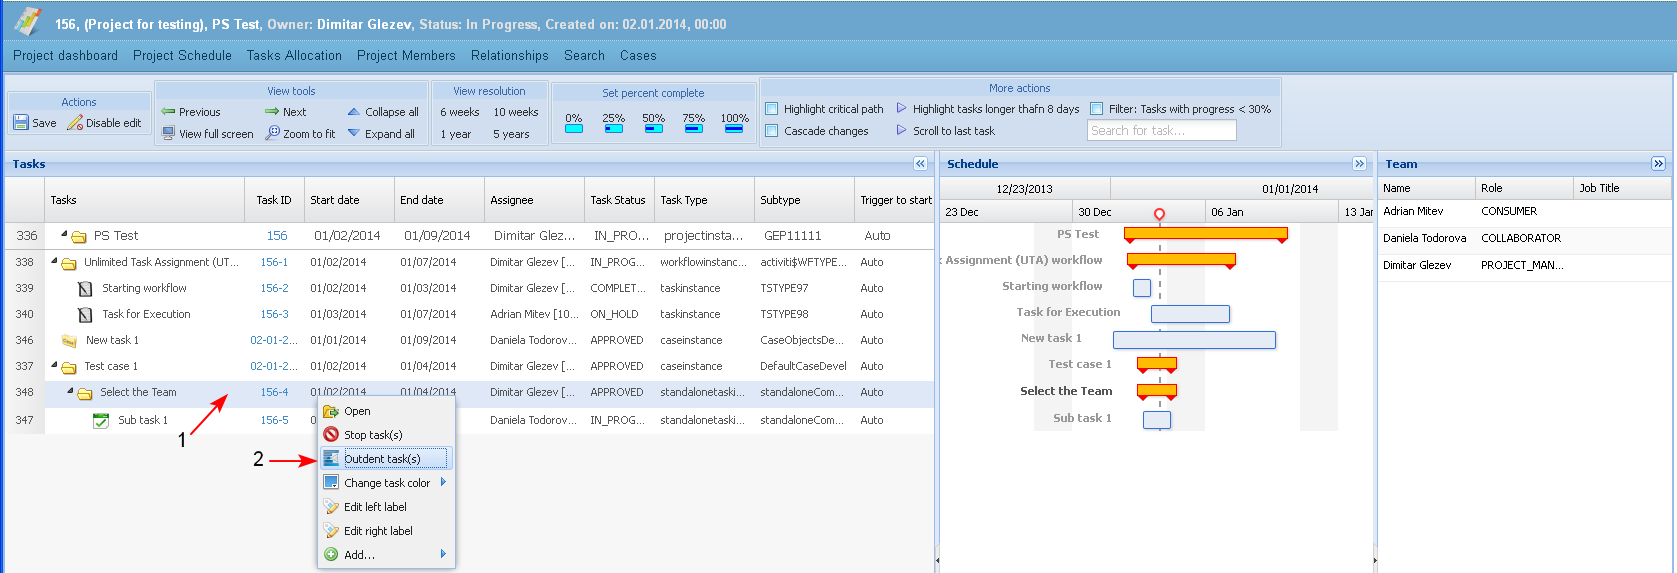 156, (Project for testing), PS Test, Owner: Dimitar Glezev, Status: In Progress, Created on: 02.01.2014, 00:00
Project dashboard Project Schedule Tasks Allocation Project Members Relationships Search Cases
Actions
Save Disable edit
View tools
Previous Next Collapse all
View full screen Zoom to fit Expand all
View resolution
6 weeks 10 weeks
1 year 5 years
Set percent complete
0% 25% 50% 75% 100%
More actions
Highlight critical path Highlight tasks longer thafn 8 days Filter: Tasks with progress < 30%
Cascade changes Scroll to last task Search for task...
Tasks
Tasks Task ID Start date End date Assignee Task Status Task Type Subtype Trigger to start
336 PS Test 156 01/02/2014 01/09/2014 Dimitar Glez... IN_PRO... projectinsta... GEP11111 Auto
338 Unlimited Task Assignment (UT... 156-1 01/02/2014 01/07/2014 Dimitar Glezev [... IN_PROG... workflowinstanc... activiti$WFTYPE... Auto
339 Starting workflow 156-2 01/02/2014 01/03/2014 Dimitar Glezev [... COMPLET... taskinstance TSTYPE97 Auto
340 Task for Execution 156-3 01/03/2014 01/07/2014 Adrian Mitev [10... ON_HOLD taskinstance TSTYPE98 Auto
346 New task 1 02-01-2... 01/01/2014 01/09/2014 Daniela Todorov... APPROVED caseinstance CaseObjectsDe... Auto
337 Test case 1 02-01-2... 01/02/2014 01/04/2014 Dimitar Glezev [... APPROVED caseinstance DefaultCaseDevel Auto
348 Select the Team 156-4 01/02/2014 01/04/2014 Dimitar Glezev [... APPROVED standalonetaski... standaloneCom... Auto
347 Sub task 1 156-5 0 Daniela Todorov... IN_PROG... standalonetaski... standaloneCom... Auto
1
2
Open
Stop task(s)
Outdent task(s)
Change task color
Edit left label
Edit right label
Add...
Schedule
12/23/2013 01/01/2014
23 Dec 30 Dec 06 Jan 13 Jan
PS Test
k Assignment (UTA) workflow
Starting workflow
Task for Execution
New task 1
Test case 1
Select the Team
Sub task 1
Team
Name Role Job Title
Adrian Mitev CONSUMER
Daniela Todorova COLLABORATOR
Dimitar Glezev PROJECT_MAN...